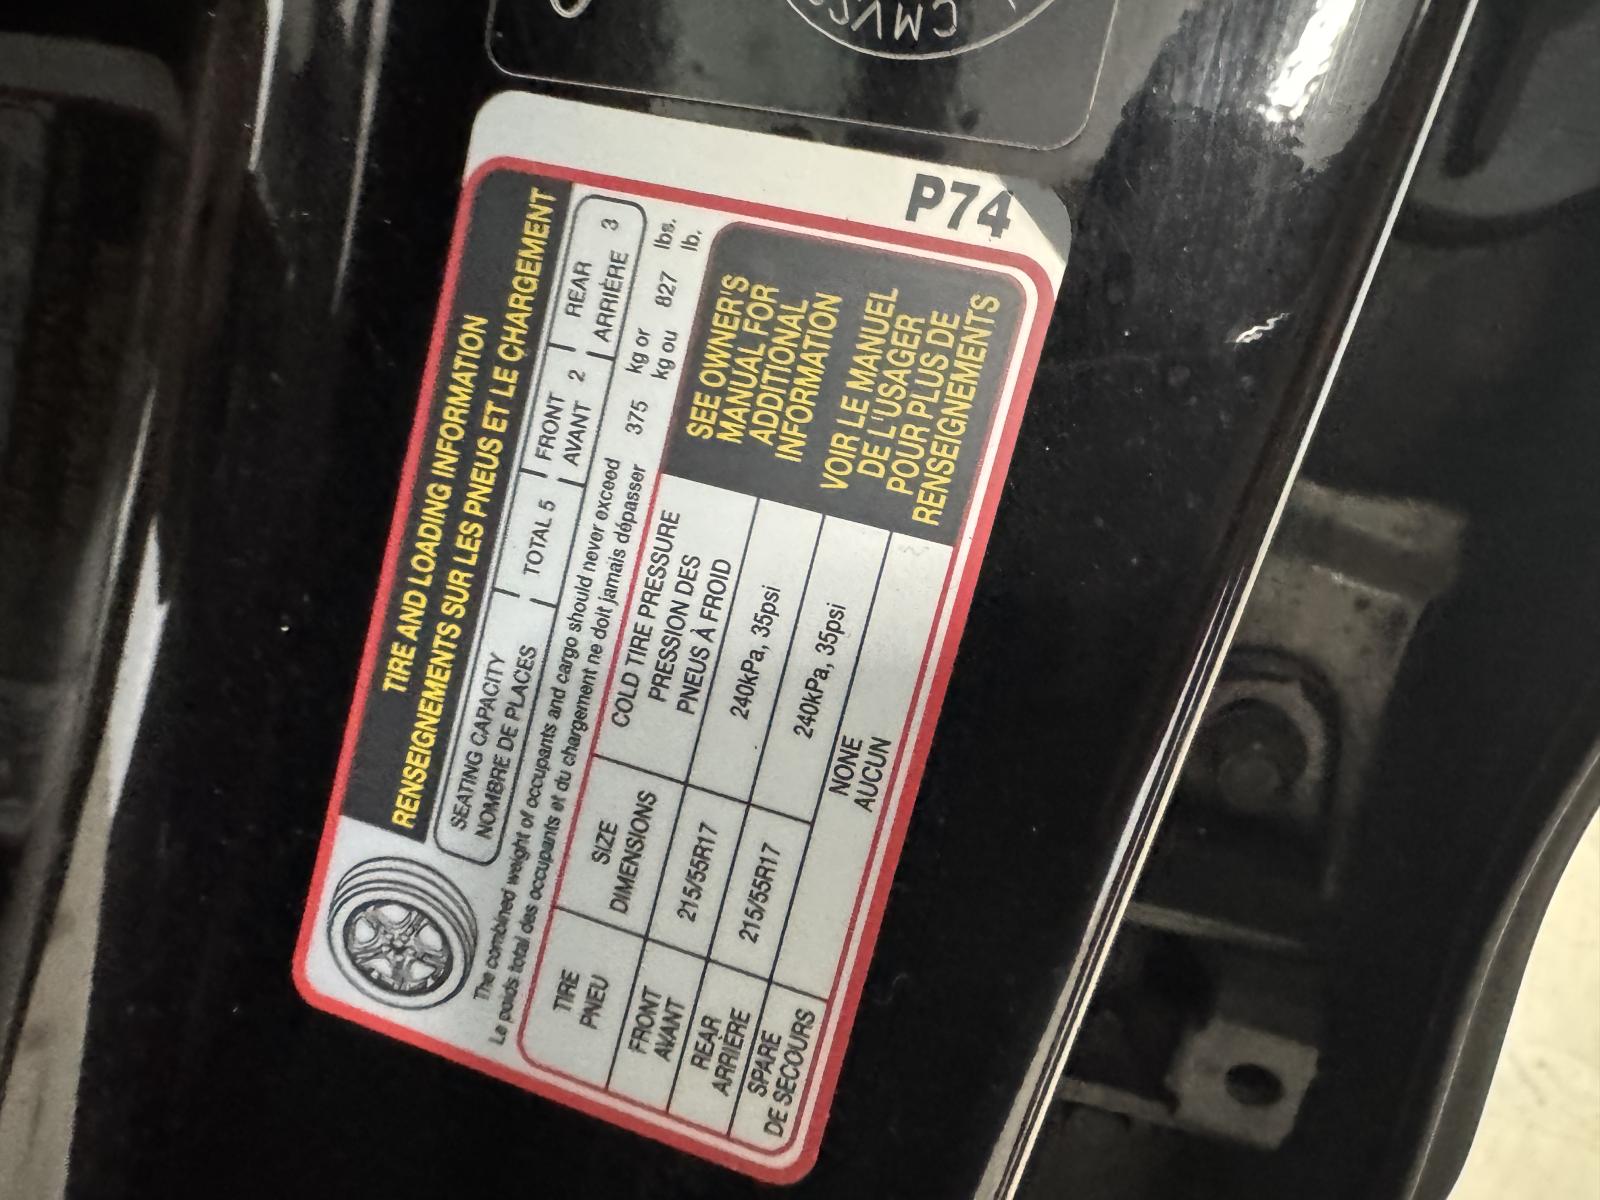 CMVS
P74
TIRE AND LOADING INFORMATION
RENSEIGNEMENTS SUR LES PNEUS ET LE CHARGEMENT
SEATING CAPACITY
NOMBRE DE PLACES
TOTAL 5
FRONT
AVANT 2
REAR
ARRIÈRE 3
The combined weight of occupants and cargo should never exceed 375 kg or 827 lbs.
Le poids total des occupants et du chargement ne doit jamais dépasser kg ou lb.
TIRE
PNEU
SIZE
DIMENSIONS
COLD TIRE PRESSURE
PRESSION DES
PNEUS À FROID
FRONT
AVANT
215/55R17
240kPa, 35psi
REAR
ARRIÈRE
215/55R17
240kPa, 35psi
SPARE
DE SECOURS
NONE
AUCUN
SEE OWNER'S
MANUAL FOR
ADDITIONAL
INFORMATION
VOIR LE MANUEL
DE L'USAGER
POUR PLUS DE
RENSEIGNEMENTS